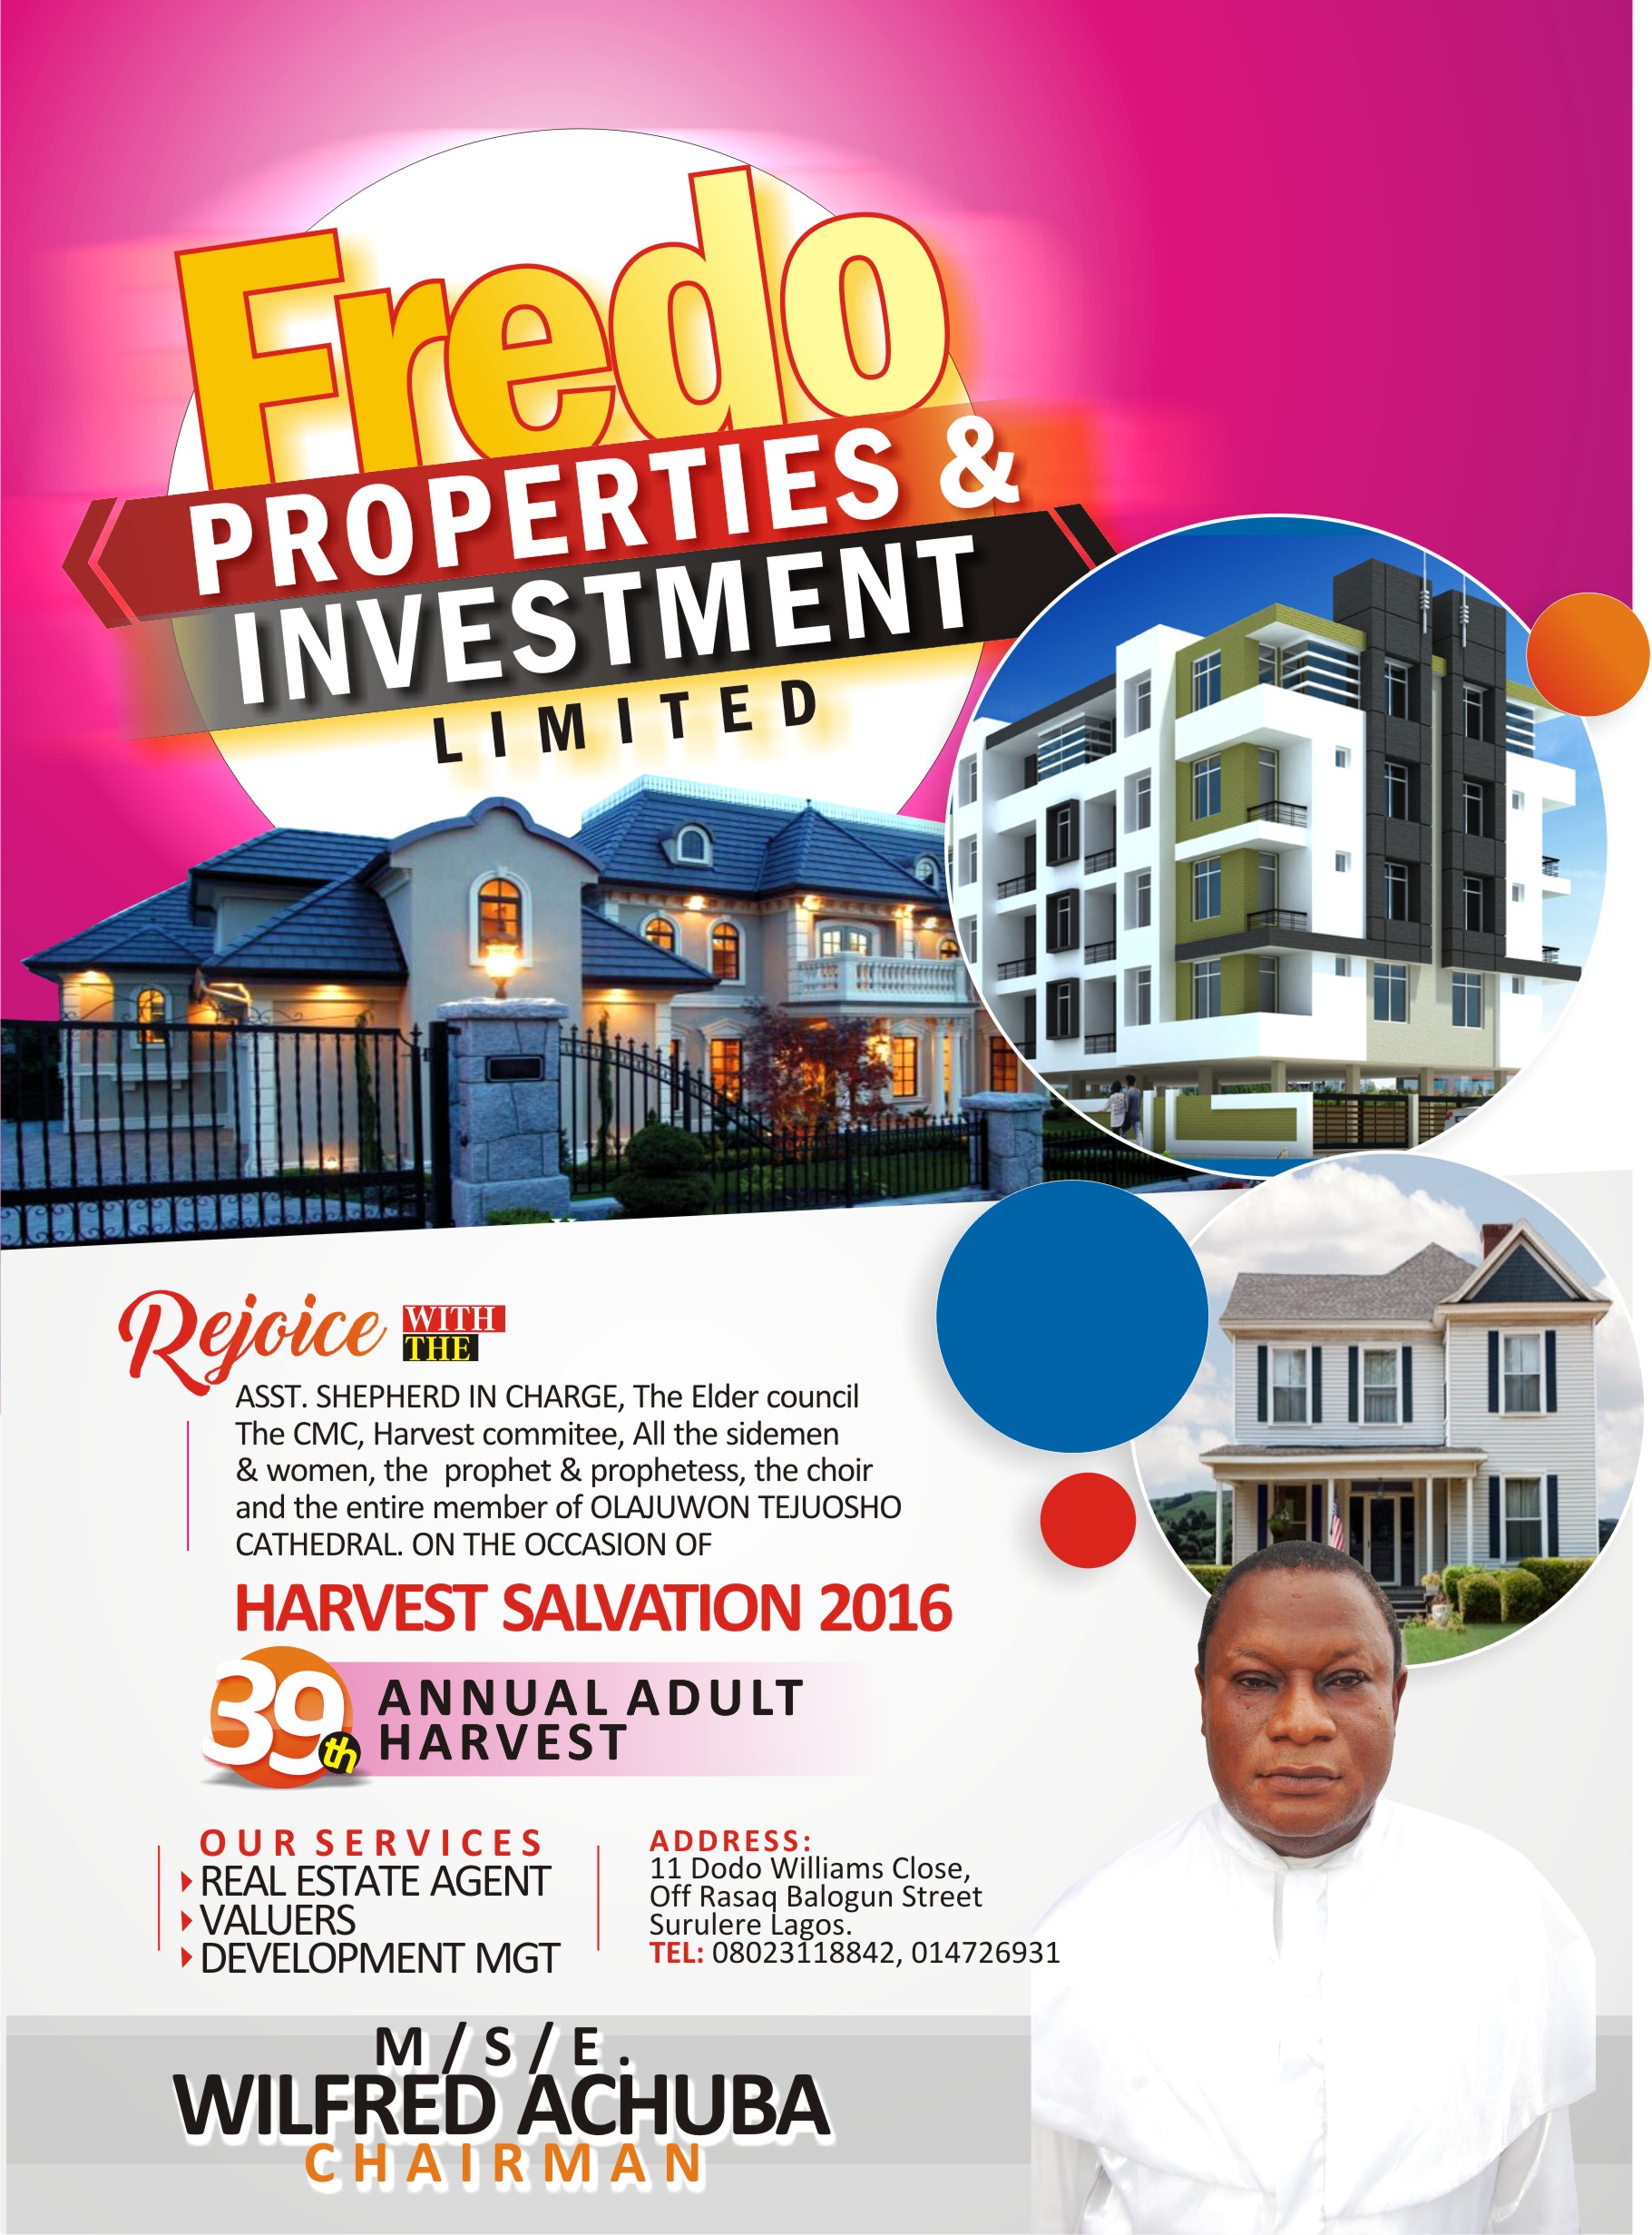 Fredo
PROPERTIES &
INVESTMENT
LIMITED
Rejoice WITH
THE
ASST. SHEPHERD IN CHARGE, The Elder council
The CMC, Harvest commitee, All the sidemen
& women, the prophet & prophetess, the choir
and the entire member of OLAJUWON TEJUOSHO
CATHEDRAL. ON THE OCCASION OF
HARVEST SALVATION 2016
39th ANNUAL ADULT
HARVEST
OUR SERVICES
REAL ESTATE AGENT
VALUERS
DEVELOPMENT MGT
ADDRESS:
11 Dodo Williams Close,
Off Rasaq Balogun Street
Surulere Lagos.
TEL: 08023118842, 014726931
M/S/E.
WILFRED ACHUBA
CHAIRMAN